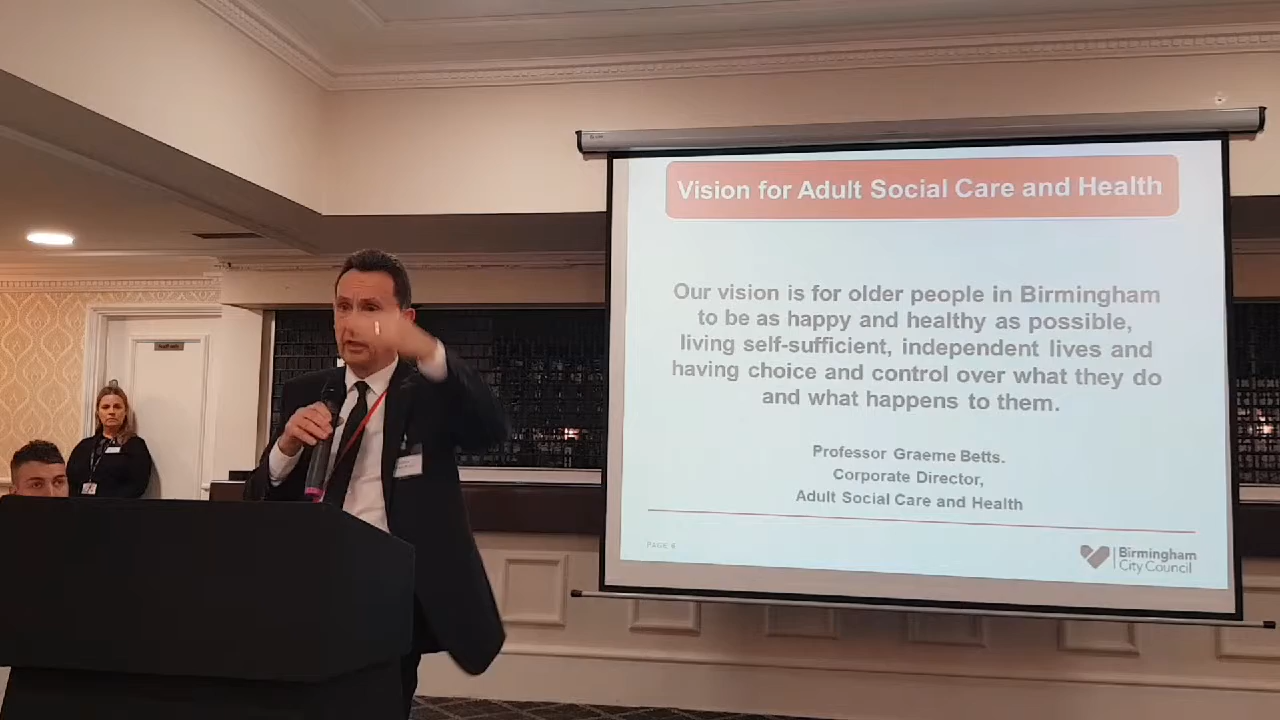 Vision for Adult Social Care and Health
Our vision is for older people in Birmingham
to be as happy and healthy as possible,
living self-sufficient, independent lives and
having choice and control over what they do
and what happens to them.
Professor Graeme Betts.
Corporate Director,
Adult Social Care and Health
PAGE 6
Birmingham
City Council